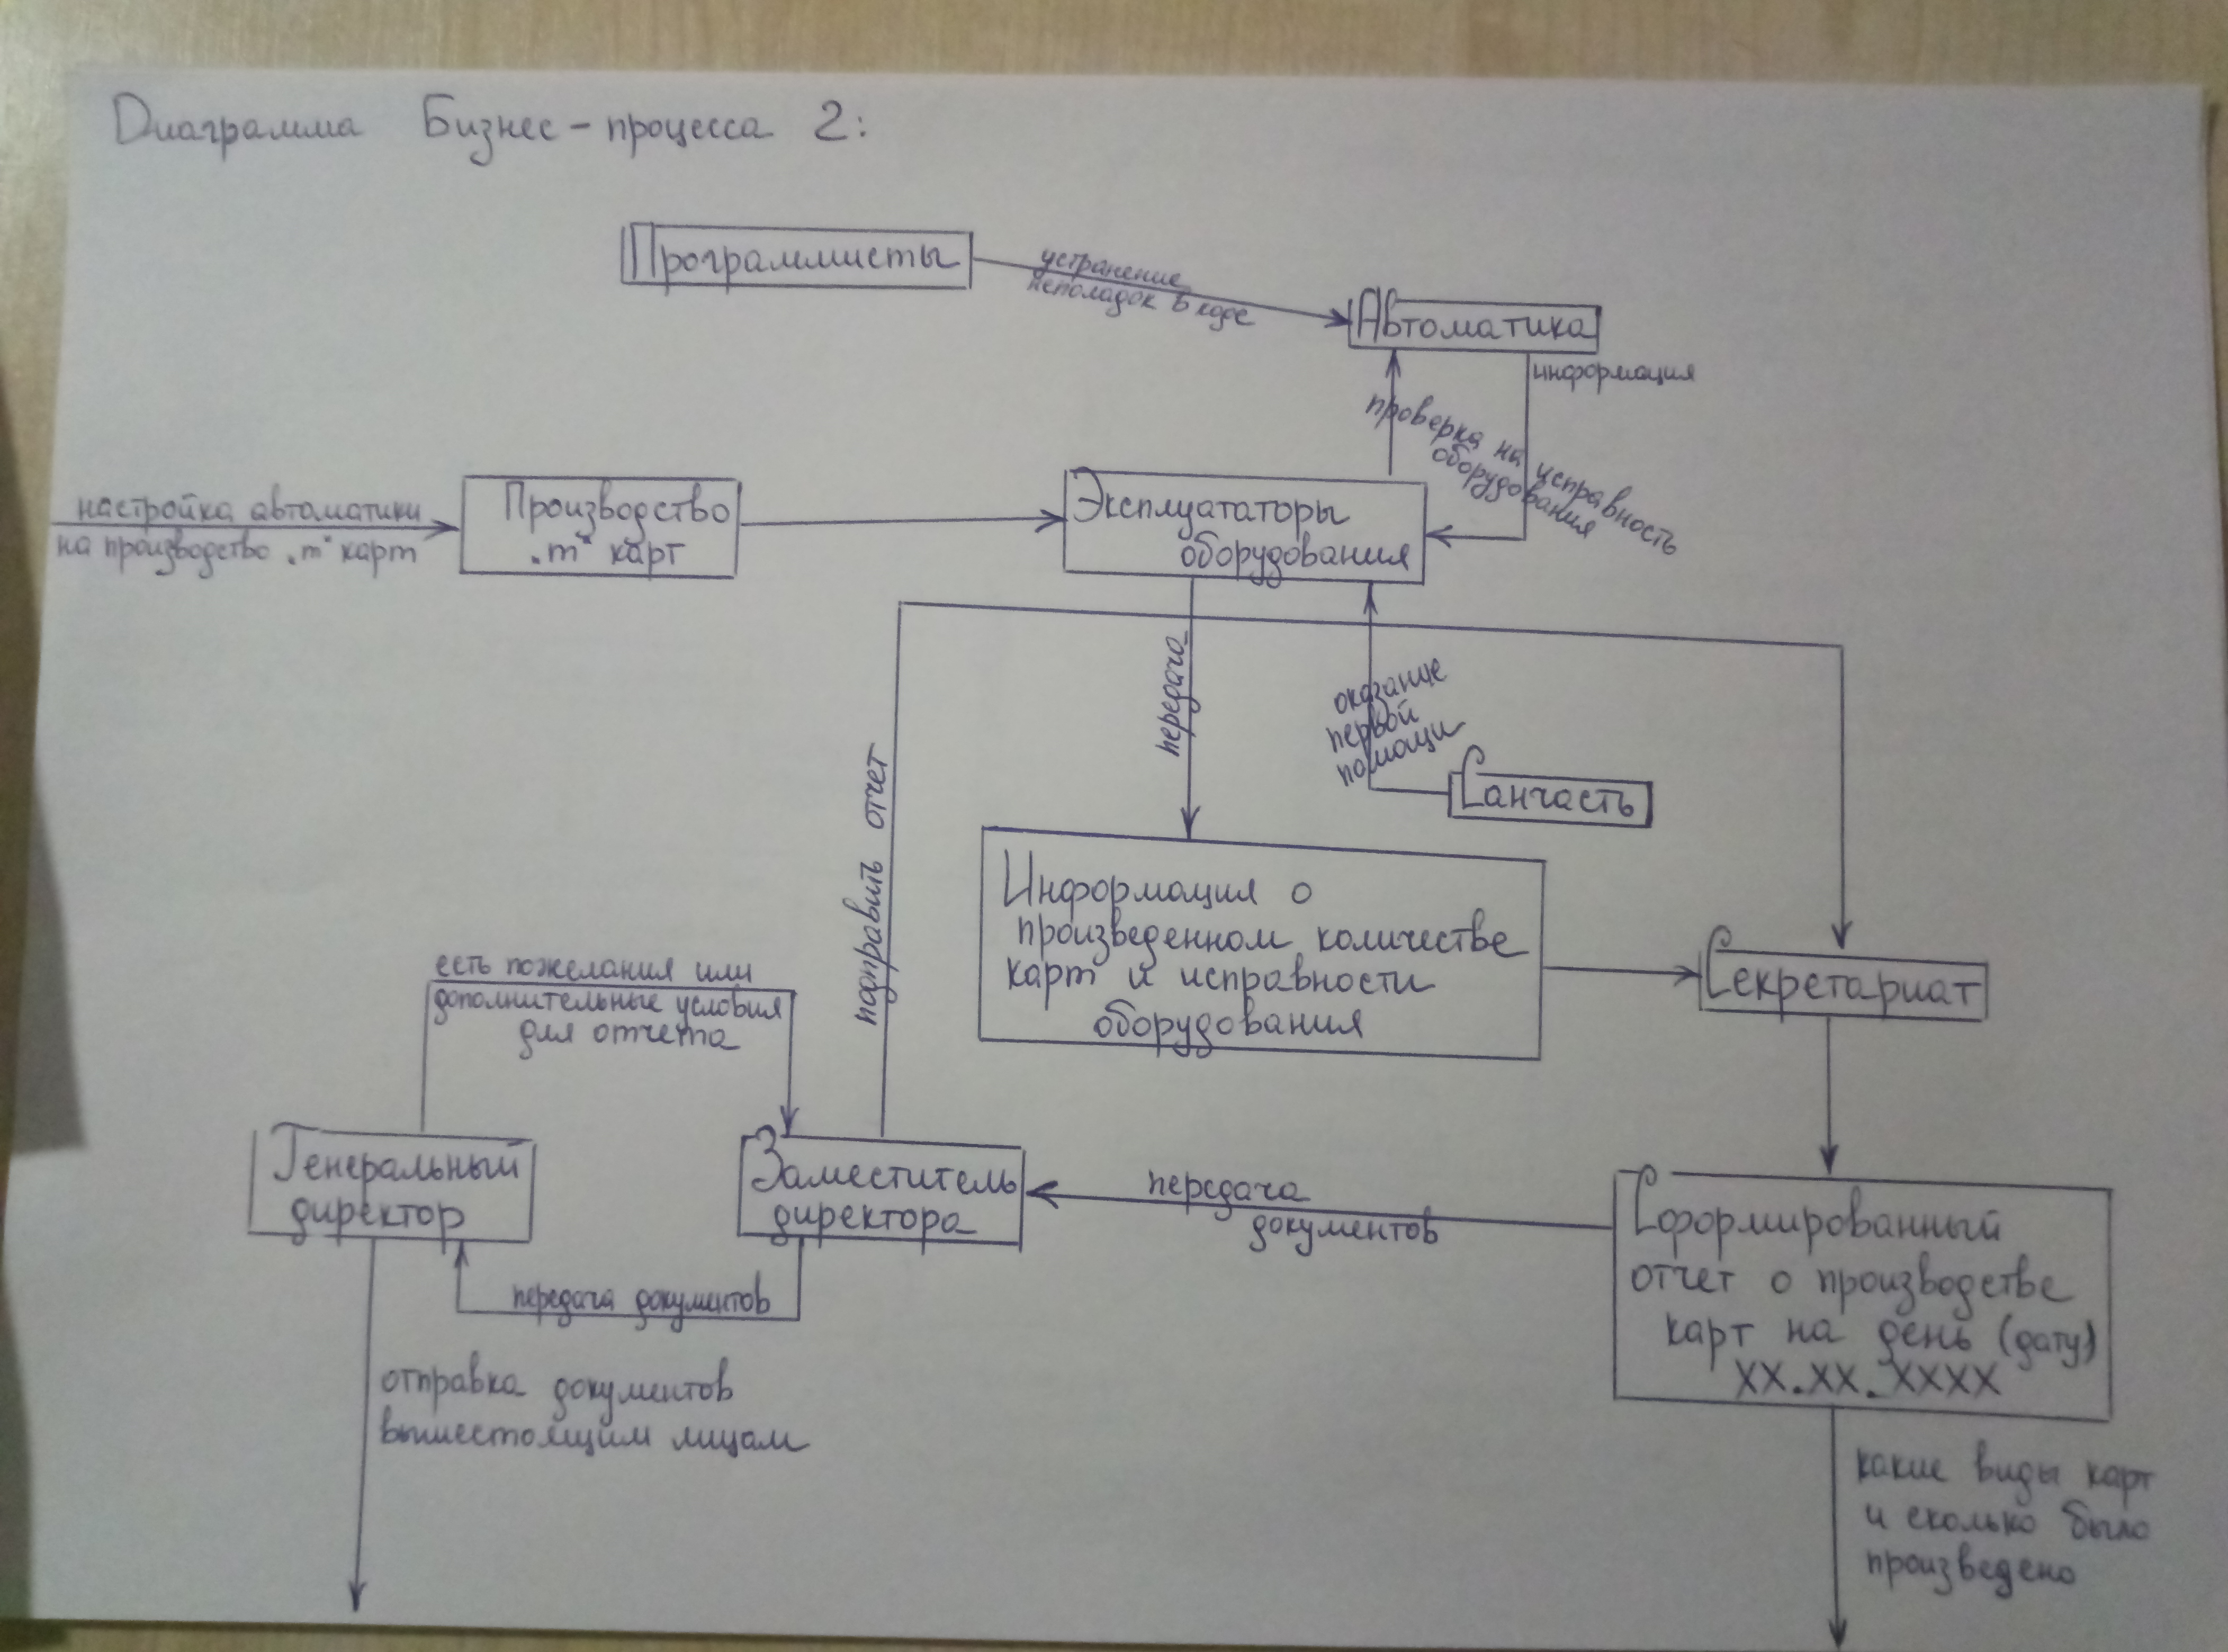 Диаграмма Бизнес-процесса 2:
Программисты
устранение
неполадок в коде
Автоматика
информация
проверка на исправность
оборудования
настройка автоматики
на производство "m" карт
Производство
"m" карт
Эксплуататоры
оборудования
передача
оказание
первой
помощи
Санчасть
подправить отчет
Информация о
произведенном количестве
карт и исправности
оборудования
Секретариат
есть пожелания или
дополнительные условия
для отчета
Генеральный
директор
Заместитель
директора
передача
документов
Сформированный
отчет о производстве
карт на день (дату)
XX.XX.XXXX
передача документов
отправка документов
вышестоящим лицам
какие виды карт
и сколько было
произведено